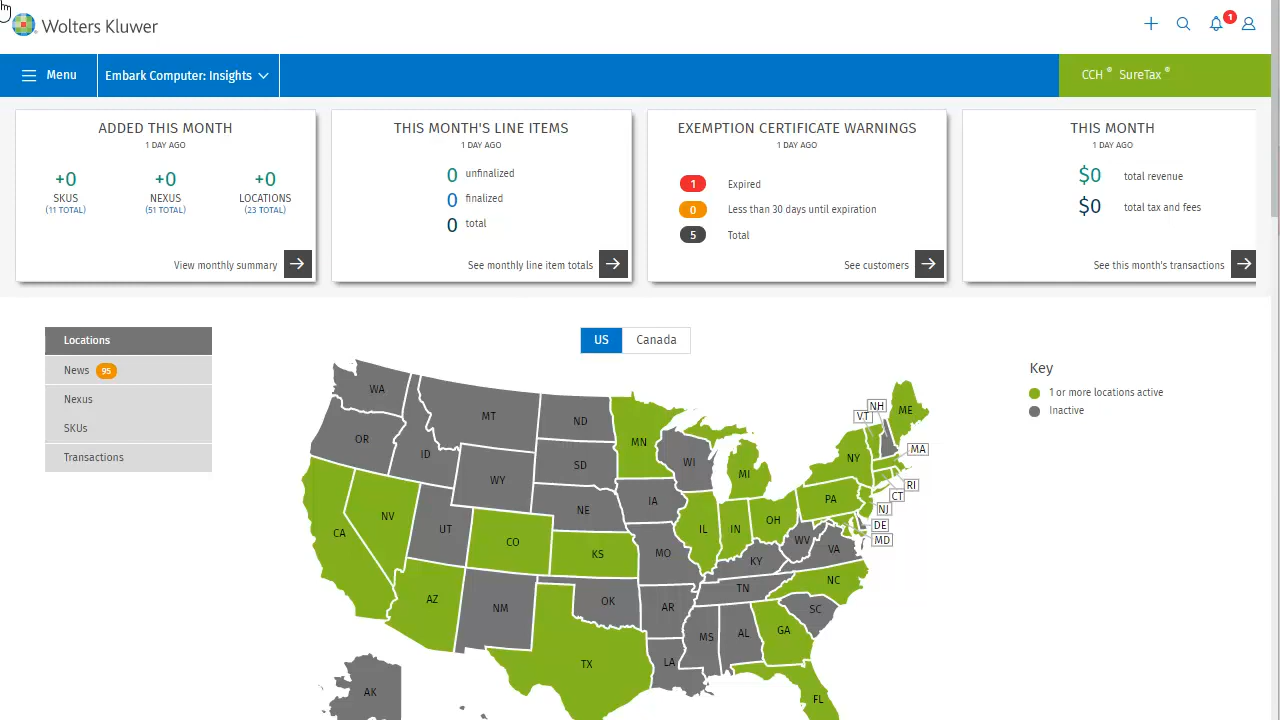 Wolters Kluwer
1
Menu
Embark Computer: Insights
CCH ® SureTax ®
ADDED THIS MONTH
1 DAY AGO
+0 +0 +0
SKUS NEXUS LOCATIONS
(11 TOTAL) (51 TOTAL) (23 TOTAL)
View monthly summary
THIS MONTH'S LINE ITEMS
1 DAY AGO
0 unfinalized
0 finalized
0 total
See monthly line item totals
EXEMPTION CERTIFICATE WARNINGS
1 DAY AGO
1 Expired
0 Less than 30 days until expiration
5 Total
See customers
THIS MONTH
1 DAY AGO
$0 total revenue
$0 total tax and fees
See this month's transactions
Locations
News 95
Nexus
SKUs
Transactions
US Canada
Key
1 or more locations active
Inactive
WA
MT
ND
MN
OR
ID
SD
WI
WY
MI
NY
VT
NH
ME
MA
RI
CT
NJ
DE
MD
PA
IA
NE
NV
UT
CA
CO
KS
MO
IL
IN
OH
WV
VA
KY
NC
TN
SC
AZ
NM
OK
AR
MS
AL
GA
LA
TX
FL
AK